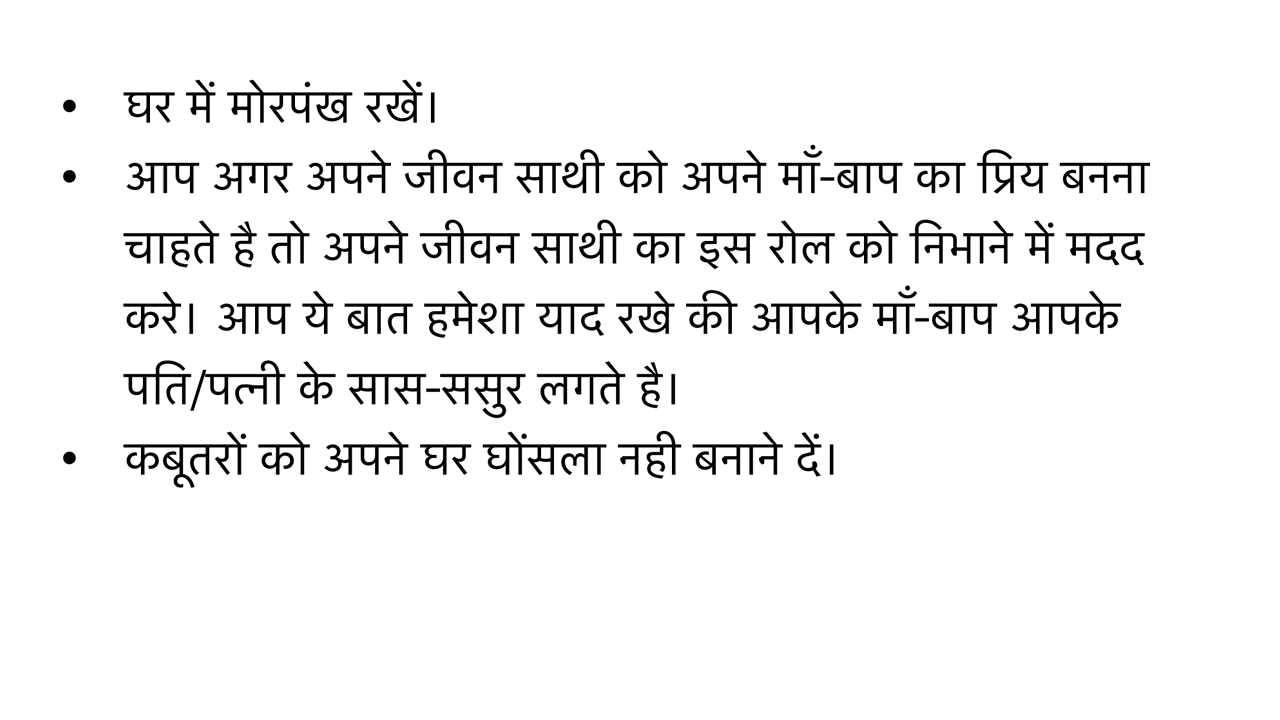 • घर में मोरपंख रखें।
• आप अगर अपने जीवन साथी को अपने माँ-बाप का प्रिय बनना
चाहते है तो अपने जीवन साथी का इस रोल को निभाने में मदद
करे। आप ये बात हमेशा याद रखे की आपके माँ-बाप आपके
पति/पत्नी के सास-ससुर लगते है।
• कबूतरों को अपने घर घोंसला नही बनाने दें।